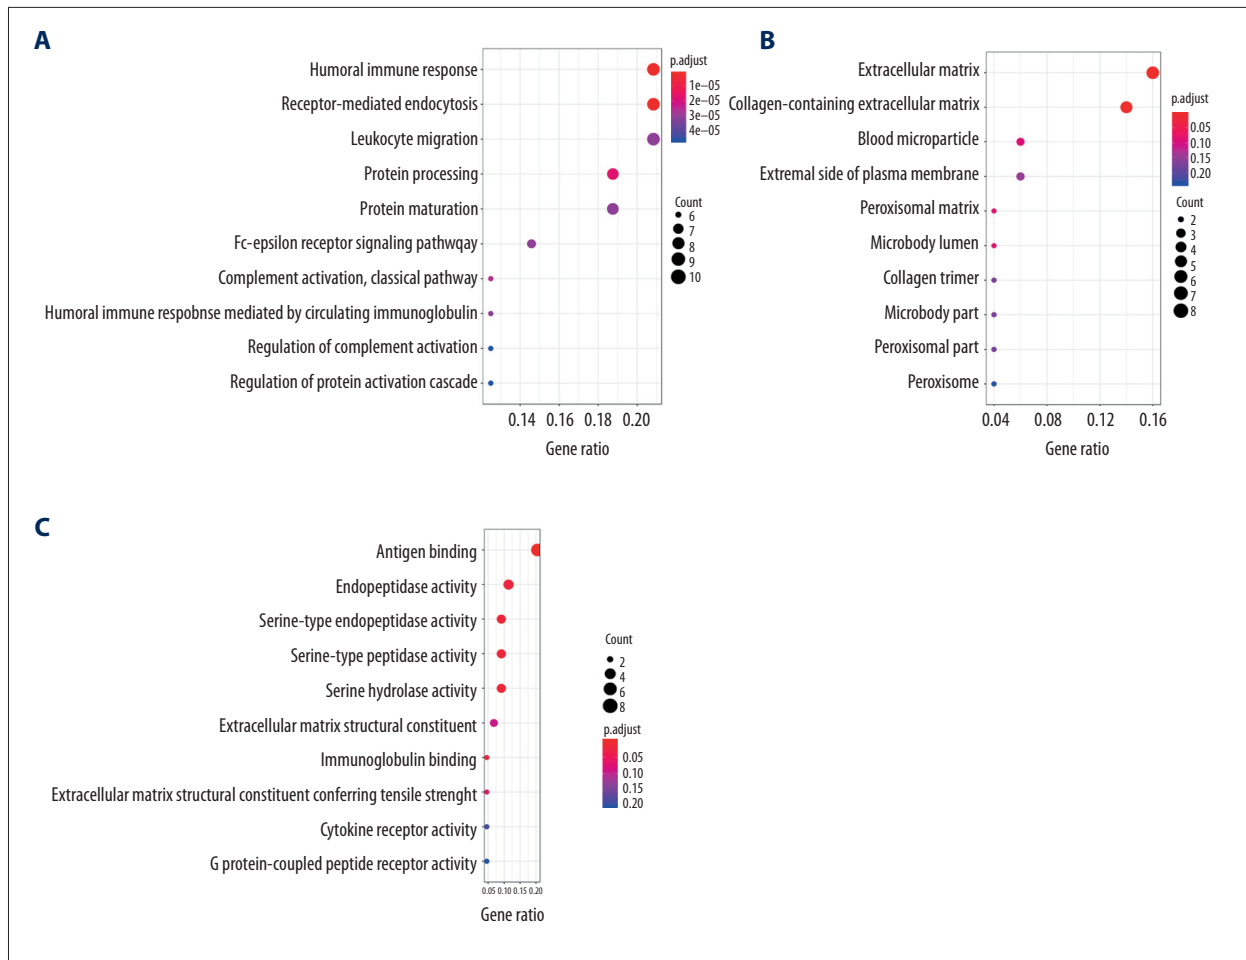 A
Humoral immune response
Receptor-mediated endocytosis
Leukocyte migration
Protein processing
Protein maturation
Fc-epsilon receptor signaling pathwqay
Complement activation, classical pathway
Humoral immune respobnse mediated by circulating immunoglobulin
Regulation of complement activation
Regulation of protein activation cascade
0.14 0.16 0.18 0.20
Gene ratio
p.adjust
1e−05
2e−05
3e−05
4e−05
Count
6
7
8
9
10
B
Extracellular matrix
Collagen-containing extracellular matrix
Blood microparticle
Extremal side of plasma membrane
Peroxisomal matrix
Microbody lumen
Collagen trimer
Microbody part
Peroxisomal part
Peroxisome
0.04 0.08 0.12 0.16
Gene ratio
p.adjust
0.05
0.10
0.15
0.20
Count
2
3
4
5
6
7
8
C
Antigen binding
Endopeptidase activity
Serine-type endopeptidase activity
Serine-type peptidase activity
Serine hydrolase activity
Extracellular matrix structural constituent
Immunoglobulin binding
Extracellular matrix structural constituent conferring tensile strenght
Cytokine receptor activity
G protein-coupled peptide receptor activity
0.05 0.10 0.15 0.20
Gene ratio
Count
2
4
6
8
p.adjust
0.05
0.10
0.15
0.20